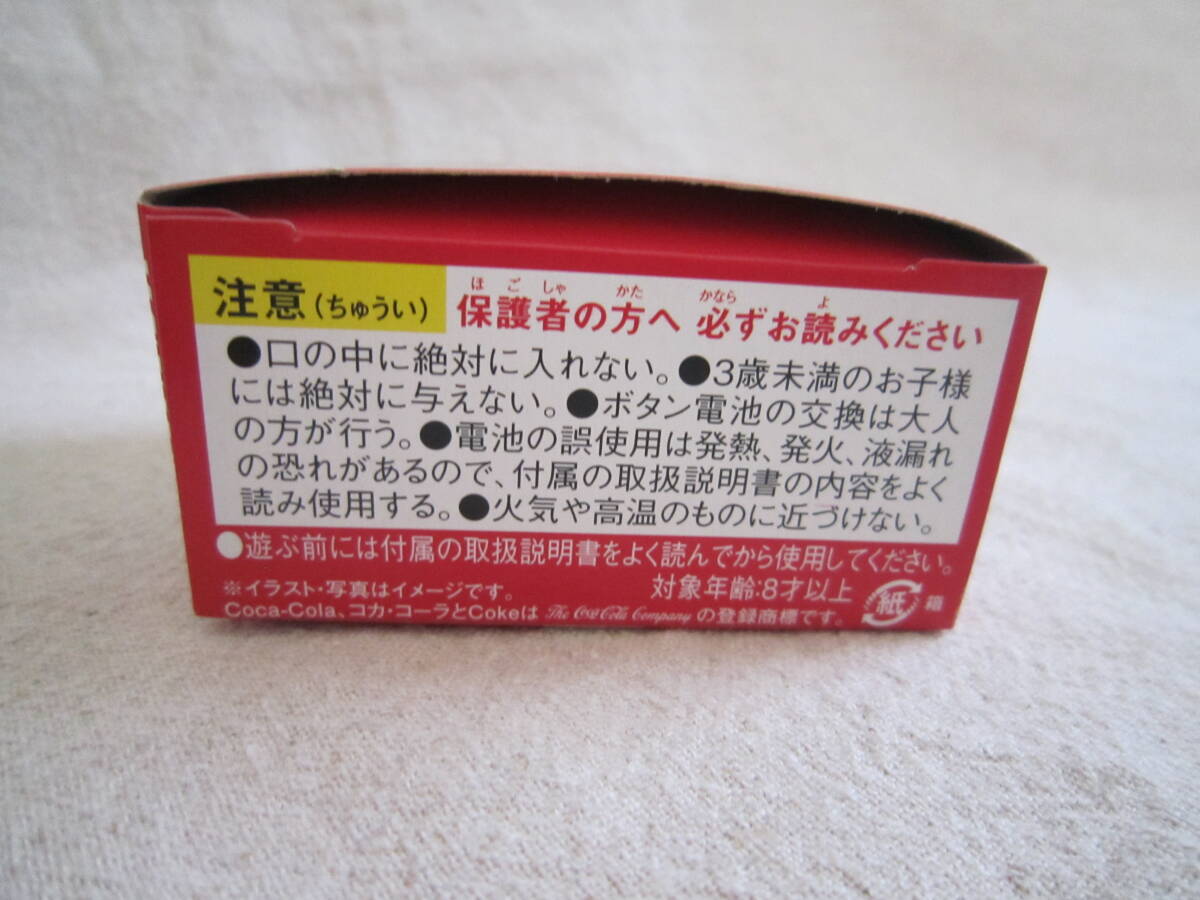 注意(ちゅうい) 保護者の方へ 必ずお読みください
ほごしゃ かた かなら よ
●口の中に絶対に入れない。●3歳未満のお子様
には絶対に与えない。●ボタン電池の交換は大人
の方が行う。●電池の誤使用は発熱、発火、液漏れ
の恐れがあるので、付属の取扱説明書の内容をよく
読み使用する。●火気や高温のものに近づけない。
●遊ぶ前には付属の取扱説明書をよく読んでから使用してください。
※イラスト・写真はイメージです。 対象年齢:8才以上
Coca-Cola、コカ・コーラとCokeは The Coca-Cola Company の登録商標です。
紙 箱